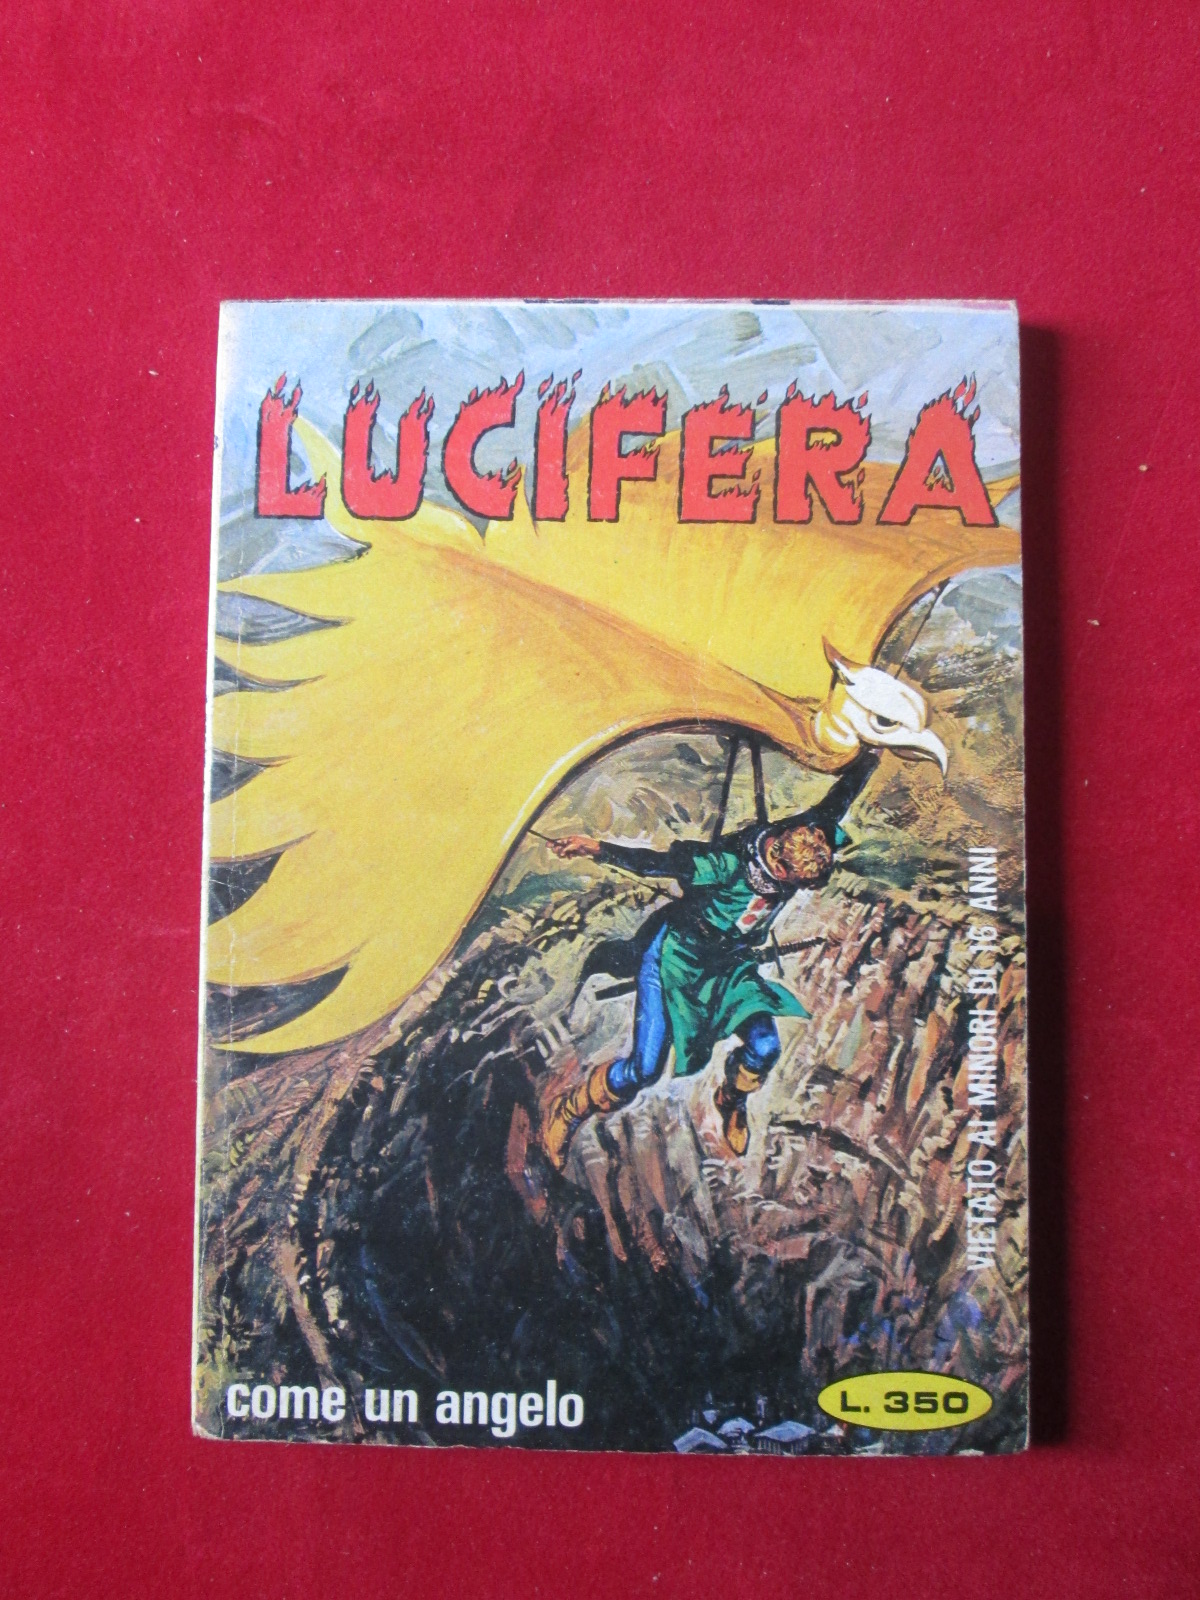 LUCIFERA
VIETATO AI MINORI DI 16 ANNI
come un angelo
L. 350